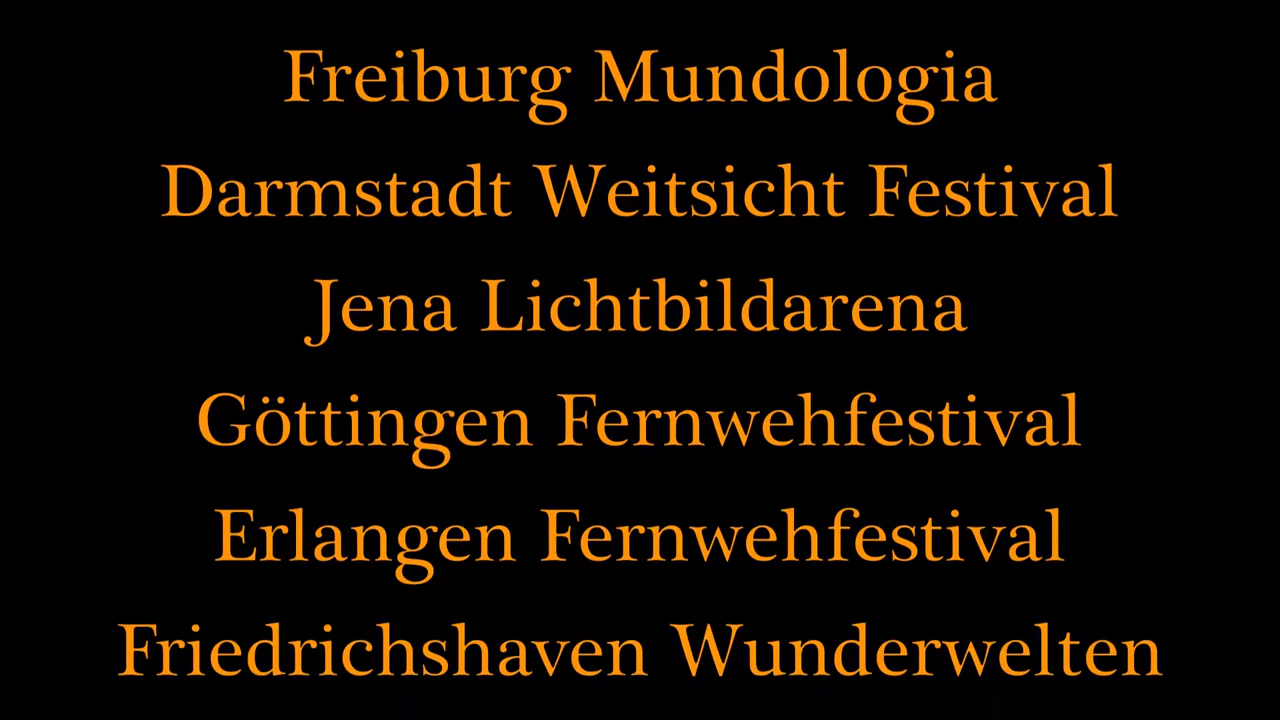 Freiburg Mundologia
Darmstadt Weitsicht Festival
Jena Lichtbildarena
Göttingen Fernwehfestival
Erlangen Fernwehfestival
Friedrichshaven Wunderwelten